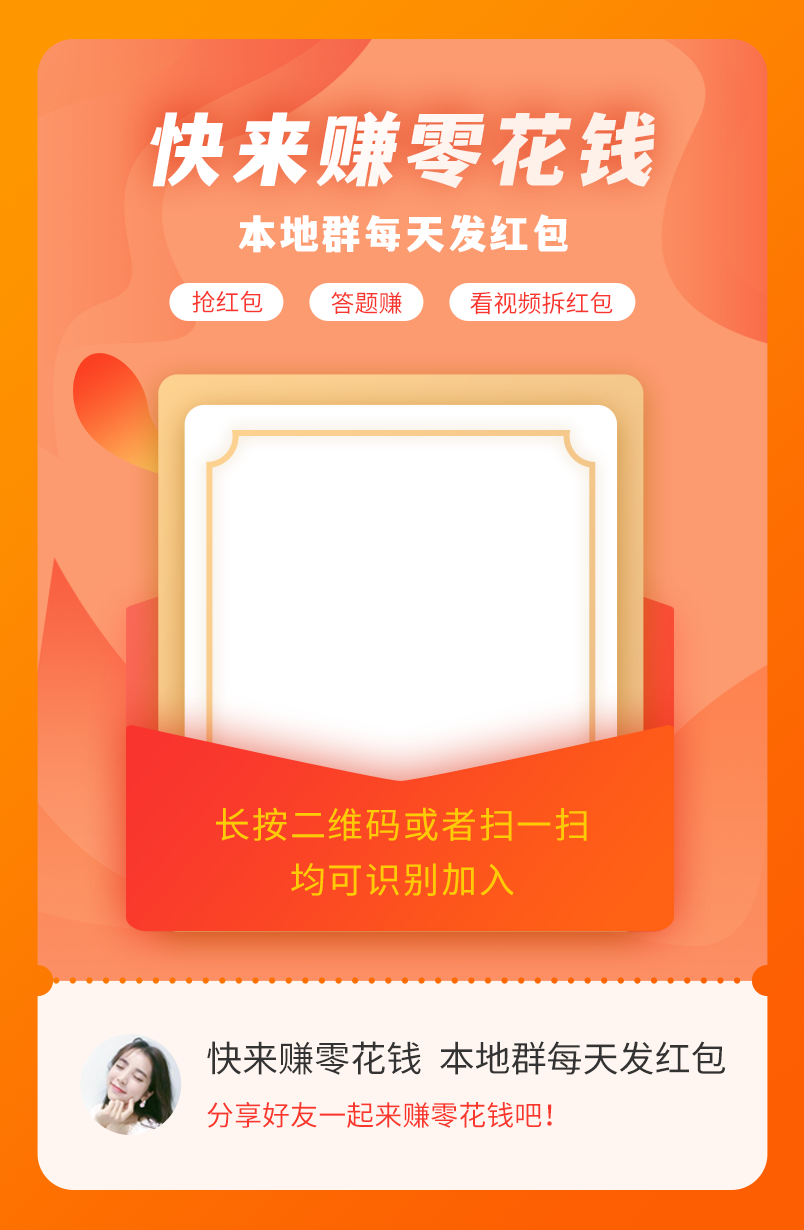 快来赚零花钱
本地群每天发红包
抢红包 答题赚 看视频拆红包
长按二维码或者扫一扫
均可识别加入
快来赚零花钱 本地群每天发红包
分享好友一起来赚零花钱吧！